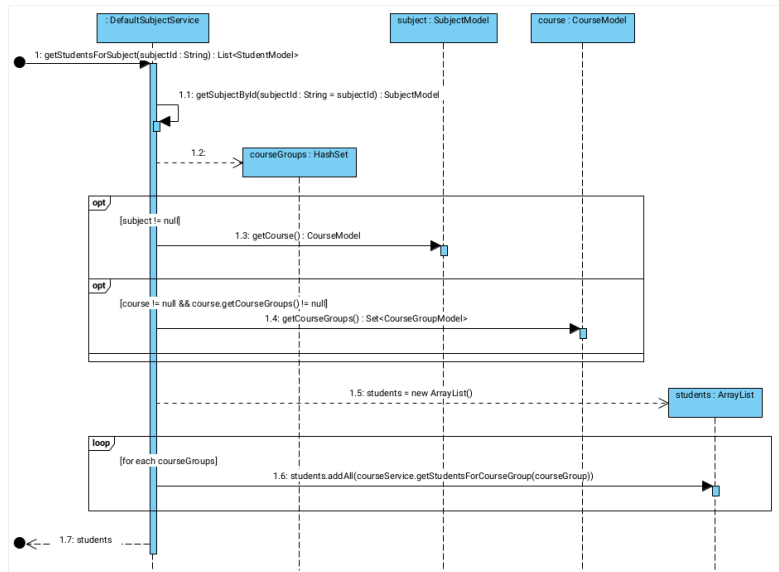 : DefaultSubjectService
subject : SubjectModel
course : CourseModel
1: getStudentsForSubject(subjectId : String) : List<StudentModel>
1.1: getSubjectById(subjectId : String = subjectId) : SubjectModel
1.2:
courseGroups : HashSet
opt
[subject != null]
1.3: getCourse() : CourseModel
opt
[course != null && course.getCourseGroups() != null]
1.4: getCourseGroups() : Set<CourseGroupModel>
1.5: students = new ArrayList()
students : ArrayList
loop
[for each courseGroups]
1.6: students.addAll(courseService.getStudentsForCourseGroup(courseGroup))
1.7: students